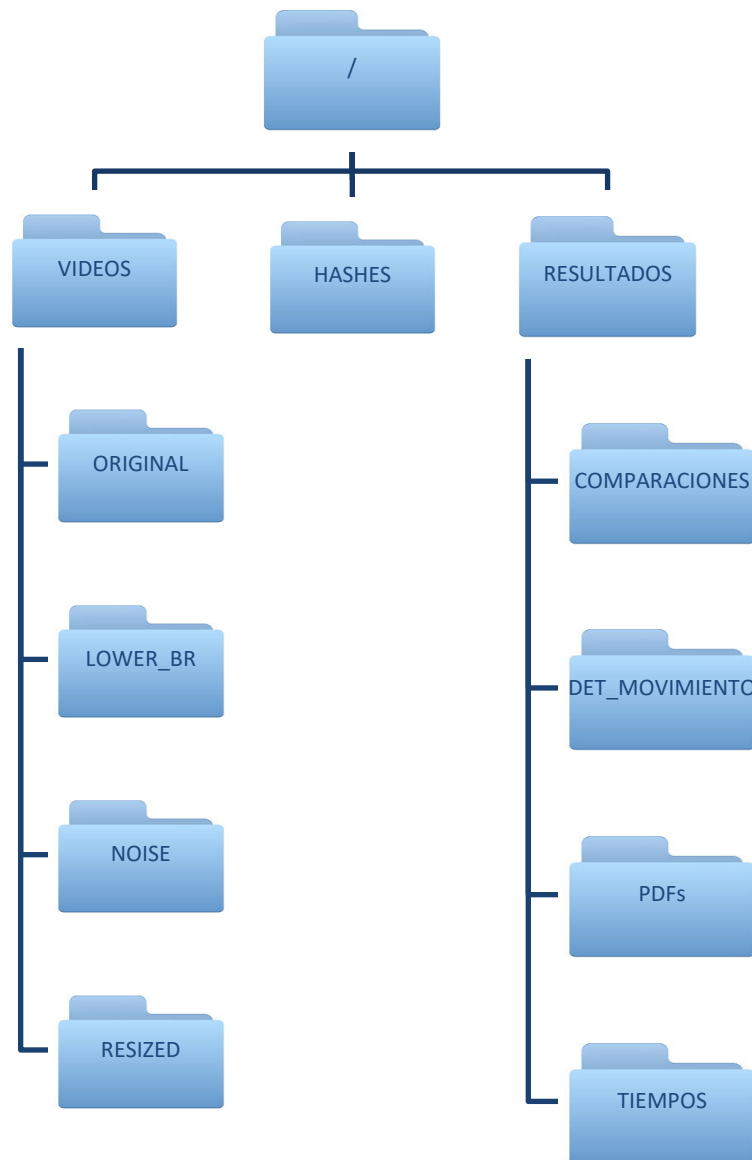 /
VIDEOS
HASHES
RESULTADOS
ORIGINAL
LOWER_BR
NOISE
RESIZED
COMPARACIONES
DET_MOVIMIENTO
PDFs
TIEMPOS